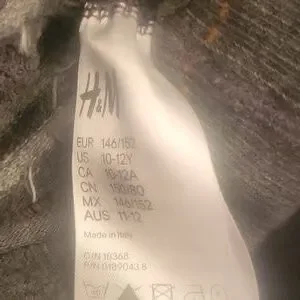 H&M
EUR 146/152
US 10-12Y
CA 10-12A
CN 150/80
MX 146/152
AUS 11-12
Made in Italy